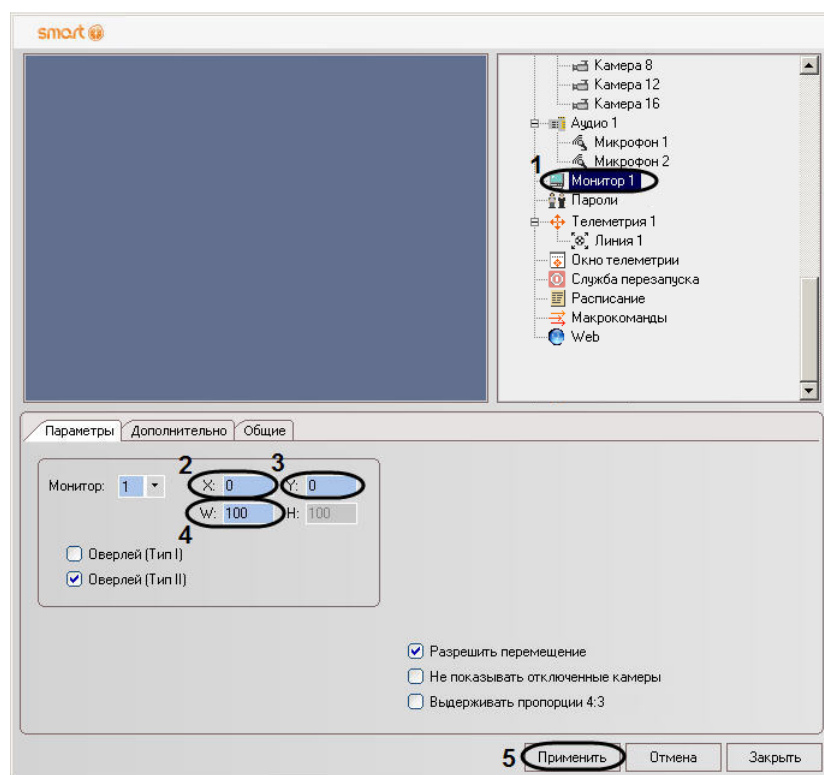 smart
Камера 8
Камера 12
Камера 16
Аудио 1
Микрофон 1
Микрофон 2
1 Монитор 1
Пароли
Телеметрия 1
Линия 1
Окно телеметрии
Служба перезапуска
Расписание
Макрокоманды
Web
Параметры Дополнительно Общие
2 3
Монитор: 1 X: 0 Y: 0
W: 100 H: 100
4
Оверлей (Тип I)
Оверлей (Тип II)
Разрешить перемещение
Не показывать отключенные камеры
Выдерживать пропорции 4:3
5 Применить Отмена Закрыть